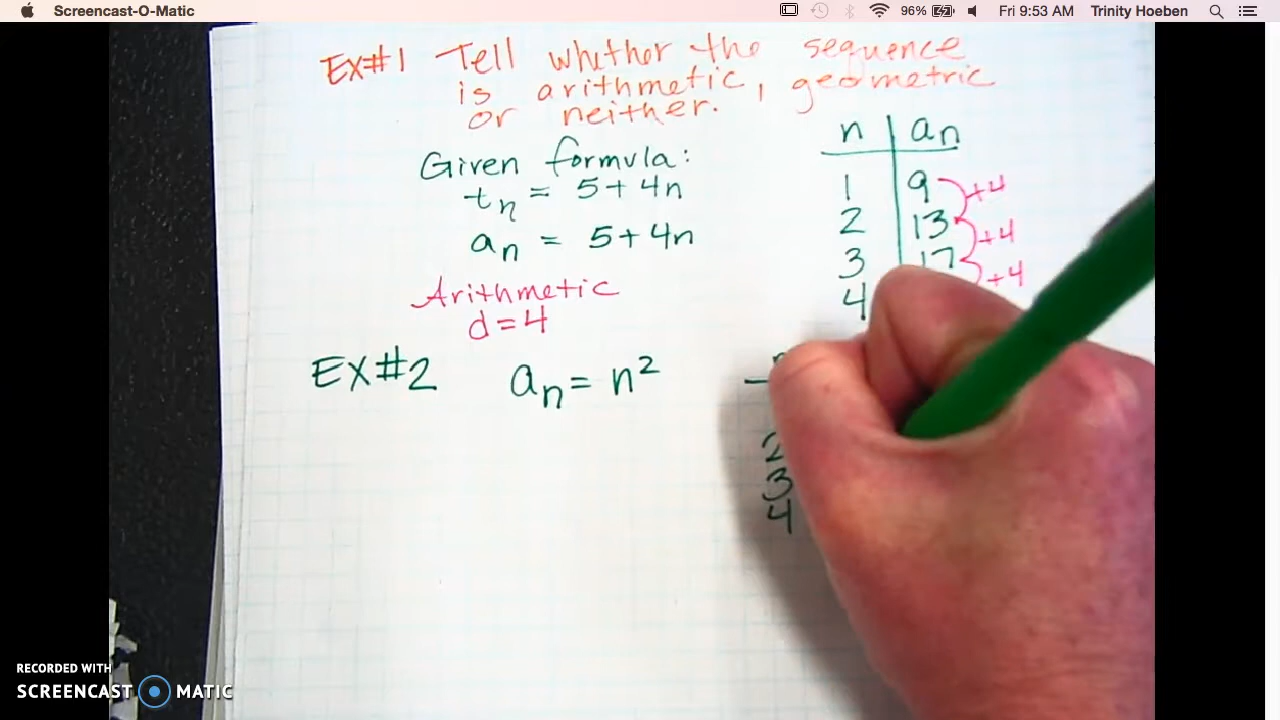 Screencast-O-Matic 96% Fri 9:53 AM Trinity Hoeben
Ex#1 Tell whether the sequence
is arithmetic, geometric
or neither.
Given formula:
tn = 5+4n
an = 5+4n
Arithmetic
d=4
n an
1 9 +4
2 13 +4
3 17 +4
4
EX#2 an = n²
2
3
4
RECORDED WITH
SCREENCAST MATIC